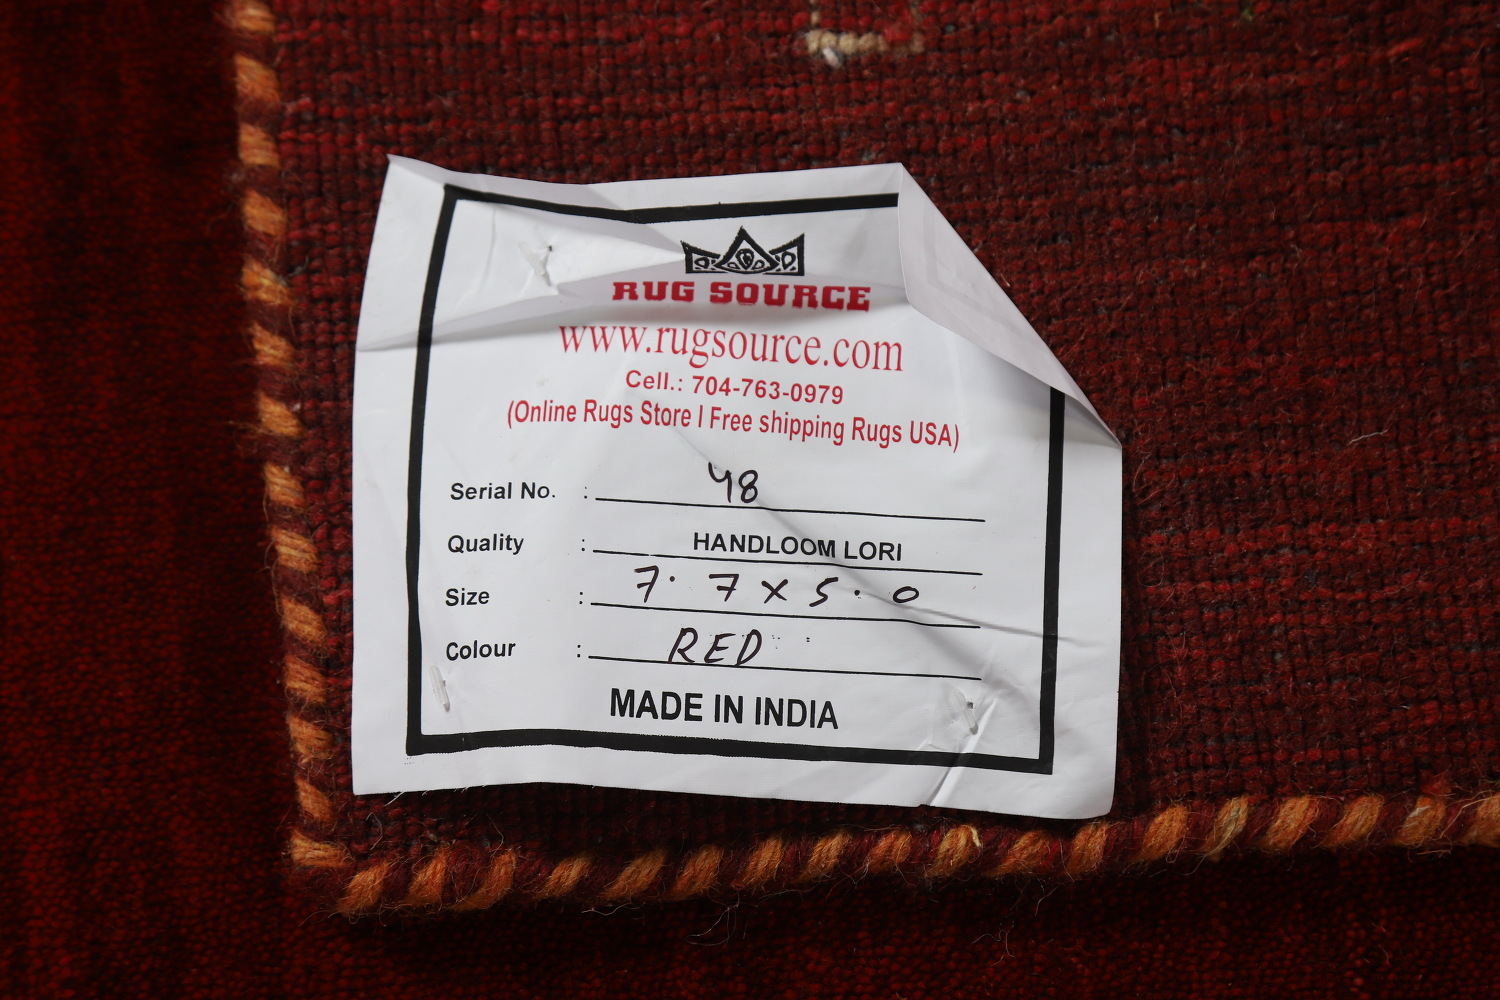 RUG SOURCE
www.rugsource.com
Cell.: 704-763-0979
(Online Rugs Store I Free shipping Rugs USA)
Serial No. : 48
Quality : HANDLOOM LORI
Size : 7.7x5.0
Colour : RED
MADE IN INDIA